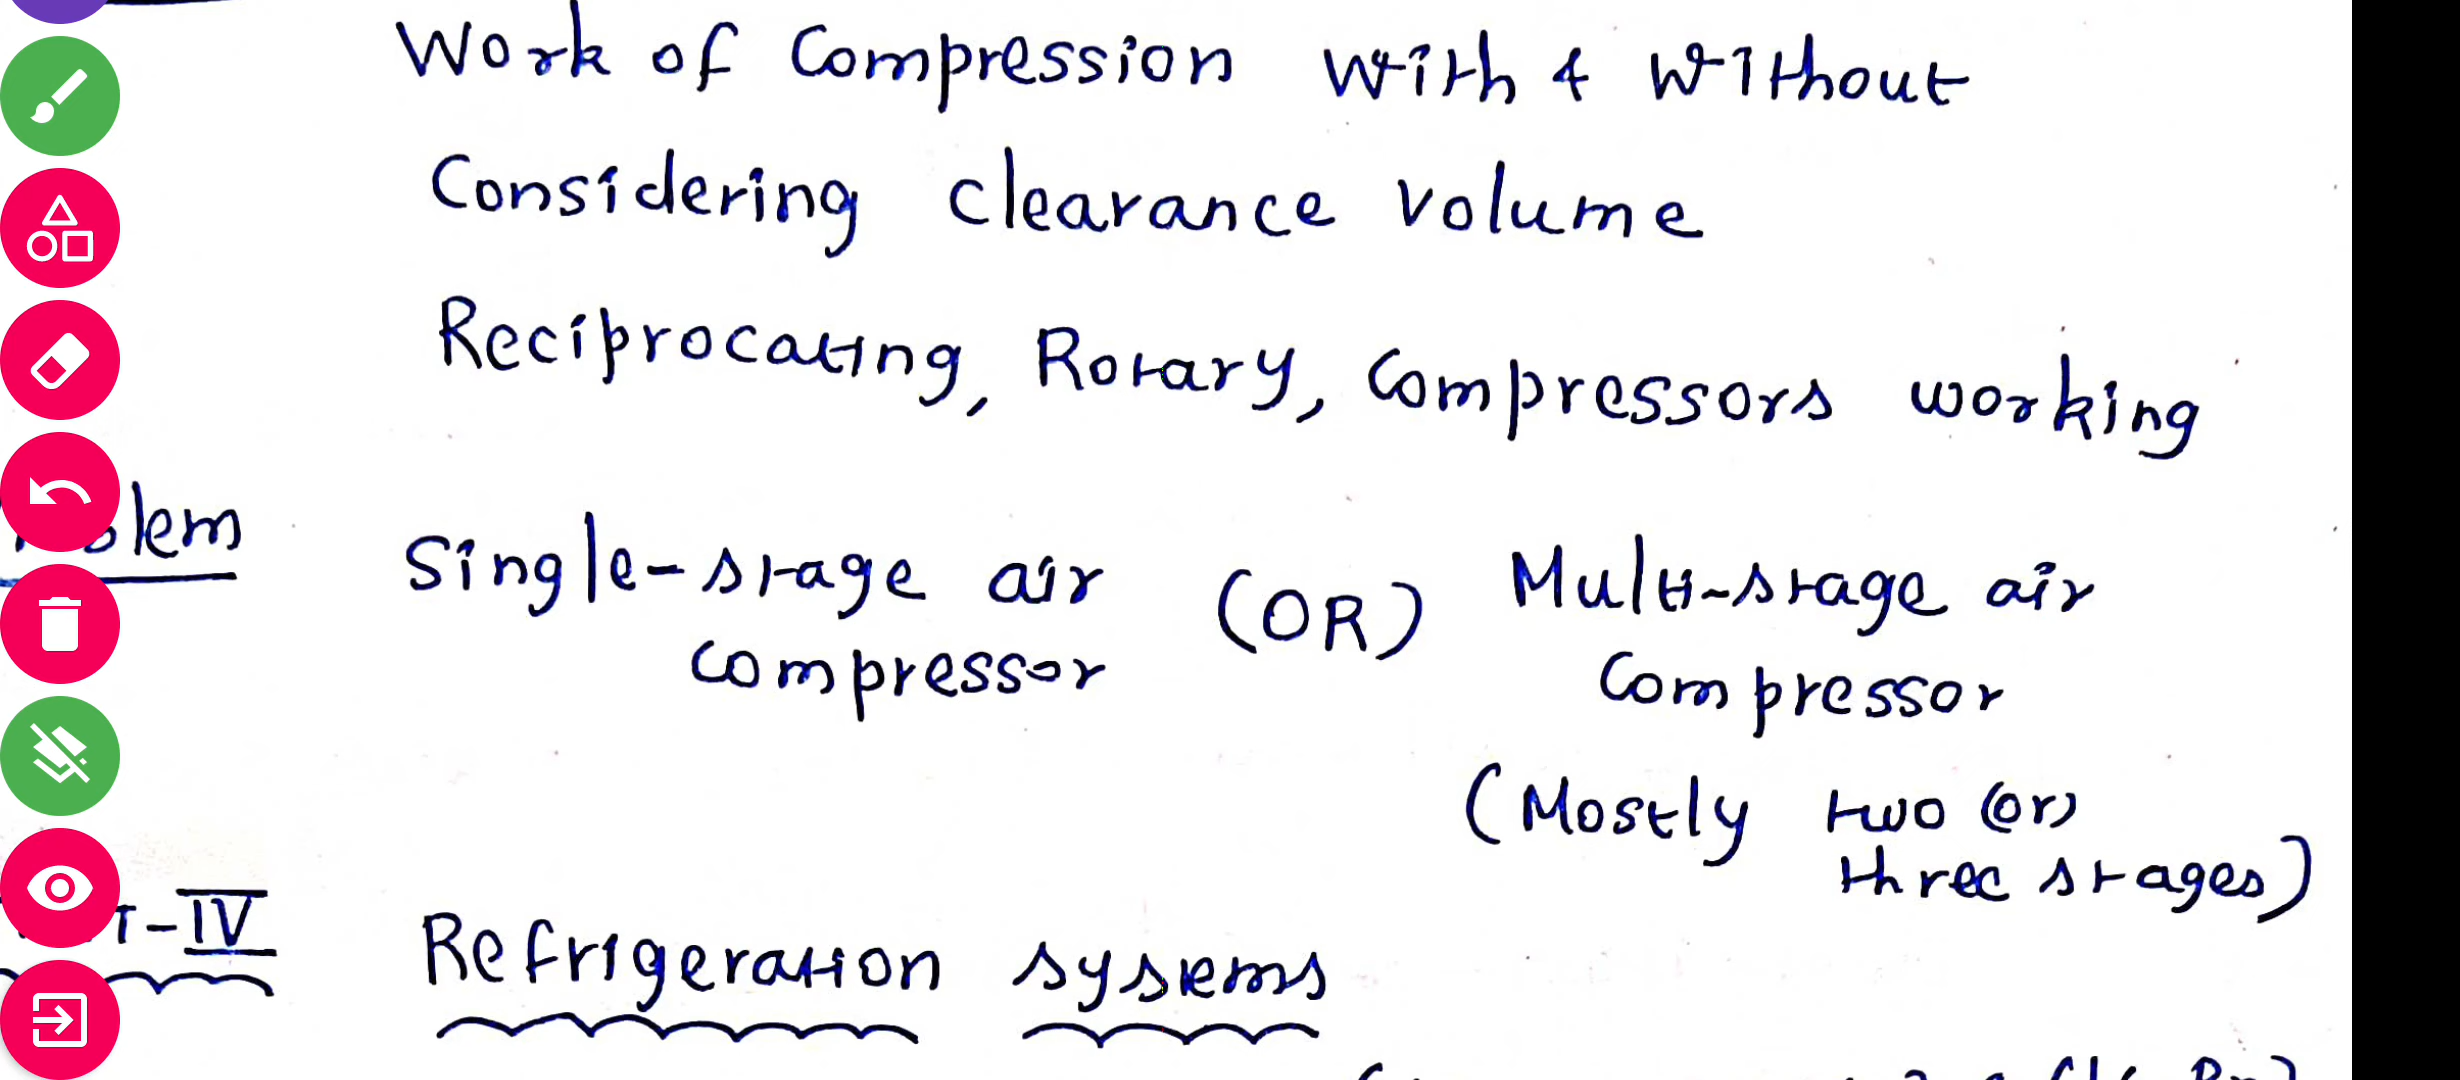 Work of Compression with & without
Considering clearance volume
Reciprocating, Rotary, Compressors working
Single-stage air (OR) Multi-stage air
compressor Compressor
(Mostly two (or)
three stages)
IV Refrigeration systems